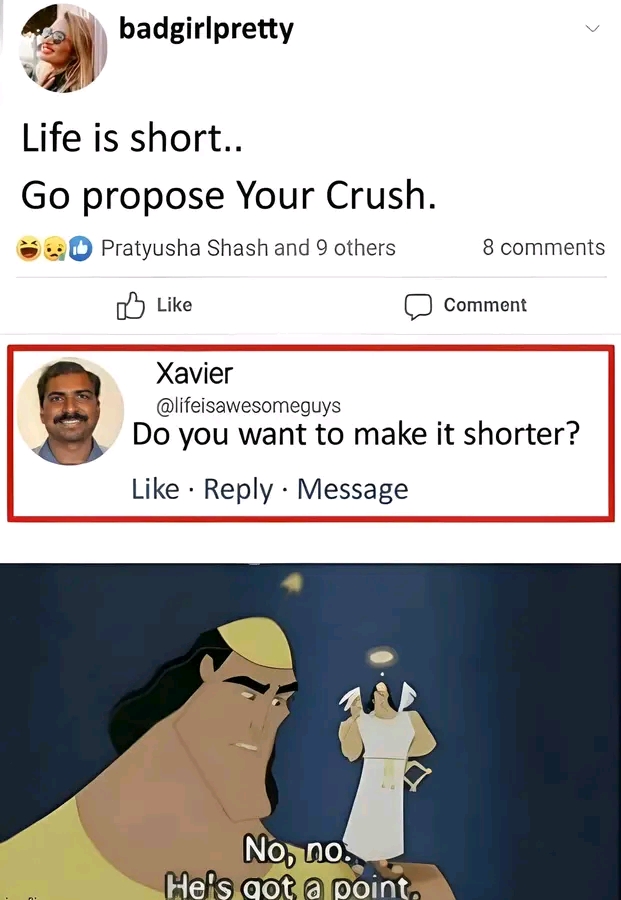 badgirlpretty
Life is short..
Go propose Your Crush.
Pratyusha Shash and 9 others 8 comments
Like Comment
Xavier
@lifeisawesomeguys
Do you want to make it shorter?
Like · Reply · Message
No, no.
He's got a point.